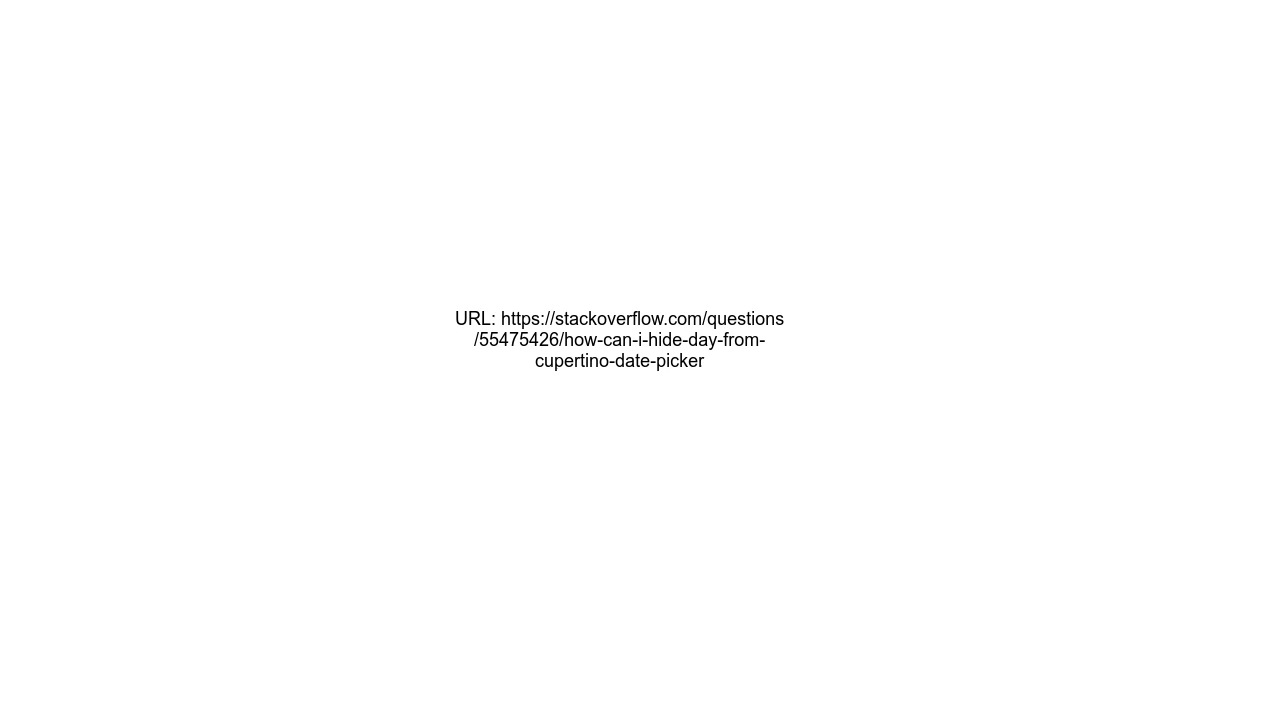 URL: https://stackoverflow.com/questions
/55475426/how-can-i-hide-day-from-
cupertino-date-picker